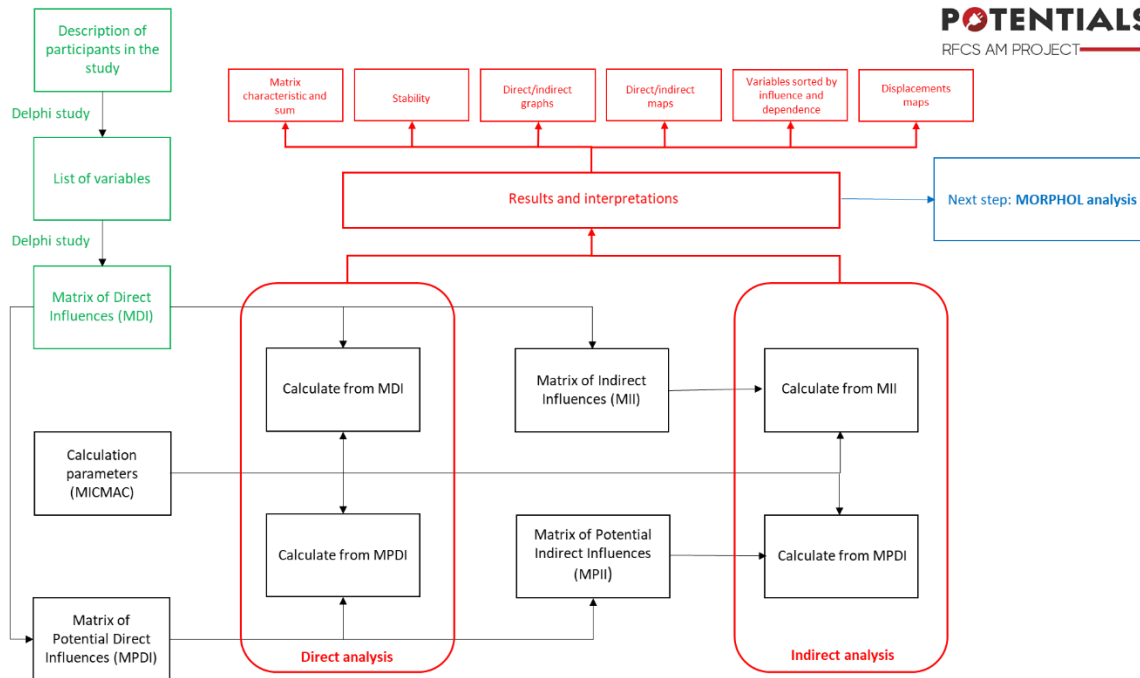 POTENTIALS
RFCS AM PROJECT
Description of
participants in the
study
Delphi study
List of variables
Delphi study
Matrix of Direct
Influences (MDI)
Matrix
characteristic and
sum
Stability
Direct/indirect
graphs
Direct/indirect
maps
Variables sorted by
influence and
dependence
Displacements
maps
Results and interpretations
Next step: MORPHOL analysis
Calculate from MDI
Matrix of Indirect
Influences (MII)
Calculate from MII
Calculation
parameters
(MICMAC)
Calculate from MPDI
Matrix of Potential
Indirect Influences
(MPII)
Calculate from MPDI
Matrix of
Potential Direct
Influences (MPDI)
Direct analysis
Indirect analysis